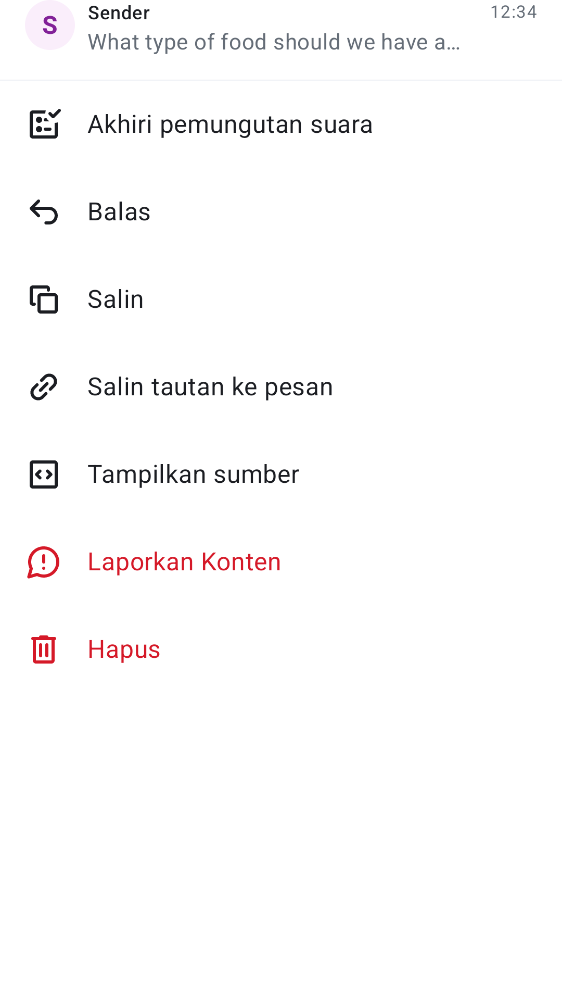 S
Sender
12:34
What type of food should we have a…
Akhiri pemungutan suara
Balas
Salin
Salin tautan ke pesan
Tampilkan sumber
Laporkan Konten
Hapus